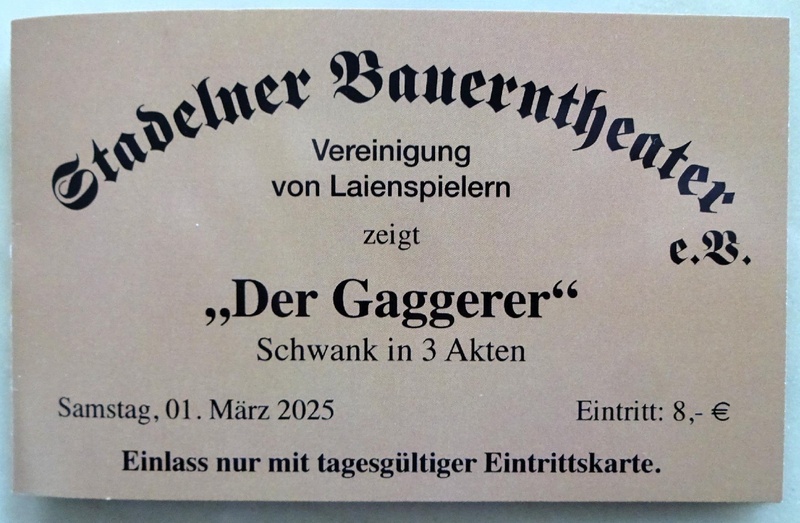 Stadelner Bauerntheater
e.V.
Vereinigung
von Laienspielern
zeigt
„Der Gaggerer“
Schwank in 3 Akten
Samstag, 01. März 2025 Eintritt: 8,- €
Einlass nur mit tagesgültiger Eintrittskarte.